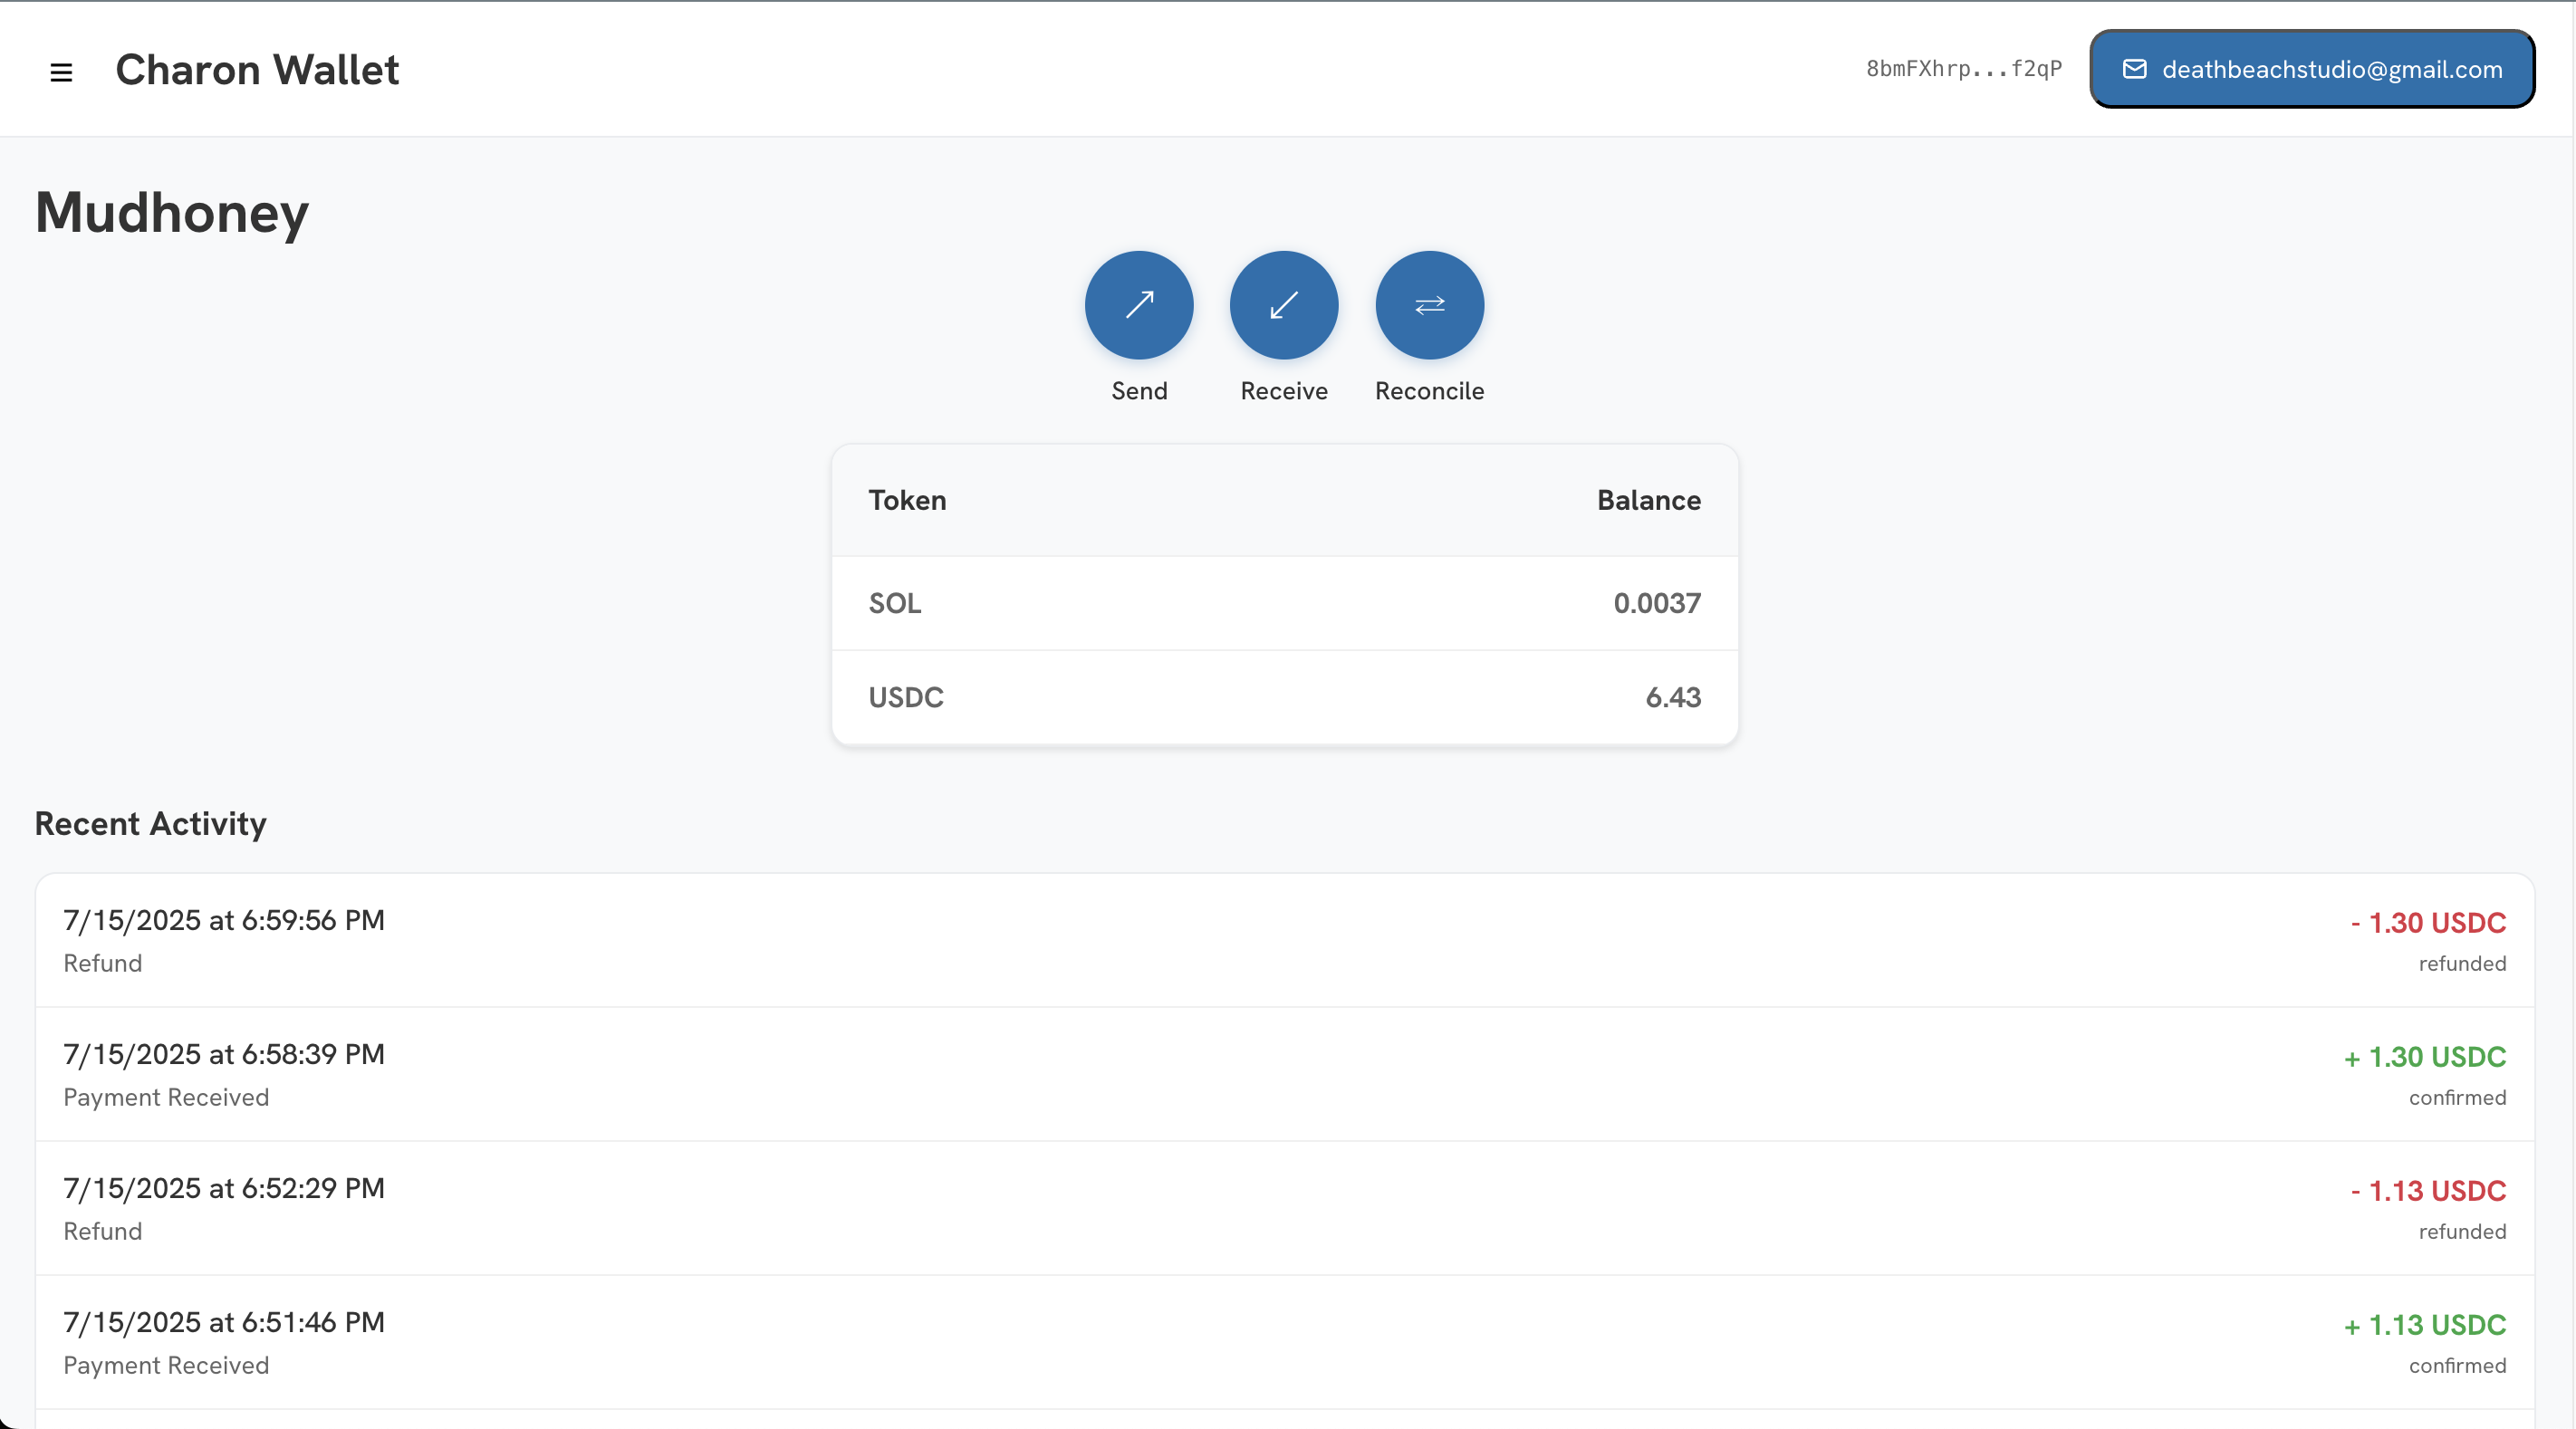 Charon Wallet
8bmFXhrp...f2qP
deathbeachstudio@gmail.com
Mudhoney
Send
Receive
Reconcile
Token Balance
SOL 0.0037
USDC 6.43
Recent Activity
7/15/2025 at 6:59:56 PM - 1.30 USDC
Refund refunded
7/15/2025 at 6:58:39 PM + 1.30 USDC
Payment Received confirmed
7/15/2025 at 6:52:29 PM - 1.13 USDC
Refund refunded
7/15/2025 at 6:51:46 PM + 1.13 USDC
Payment Received confirmed